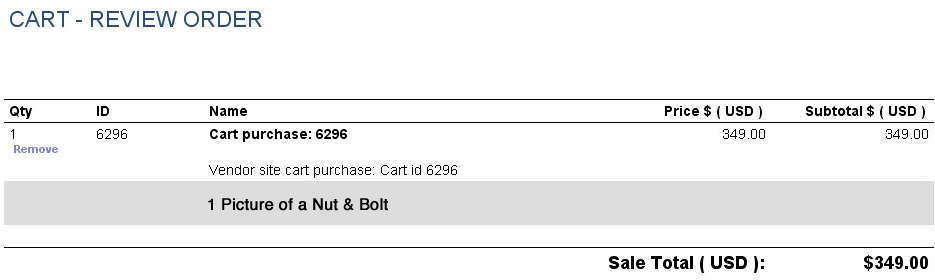 CART - REVIEW ORDER
Qty ID Name Price $ ( USD ) Subtotal $ ( USD )
1 6296 Cart purchase: 6296 349.00 349.00
Remove
Vendor site cart purchase: Cart id 6296
1 Picture of a Nut & Bolt
Sale Total ( USD ): $349.00